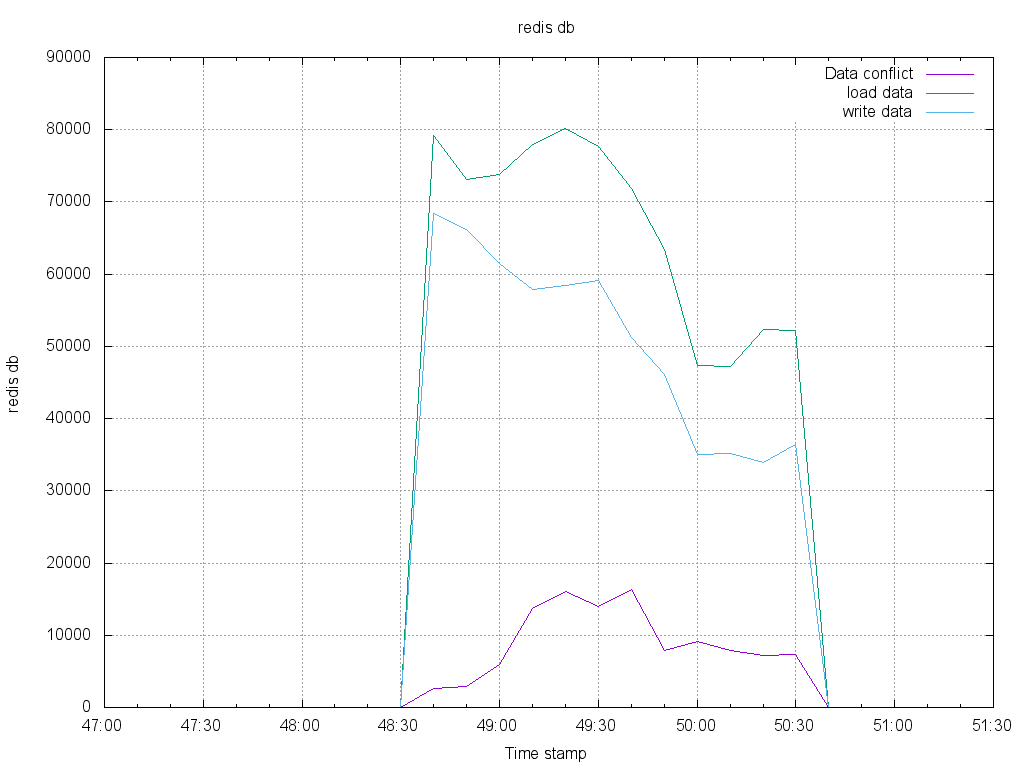 redis db
90000
80000
70000
60000
50000
40000
30000
20000
10000
0
redis db
Data conflict
load data
write data
47:00 47:30 48:00 48:30 49:00 49:30 50:00 50:30 51:00 51:30
Time stamp